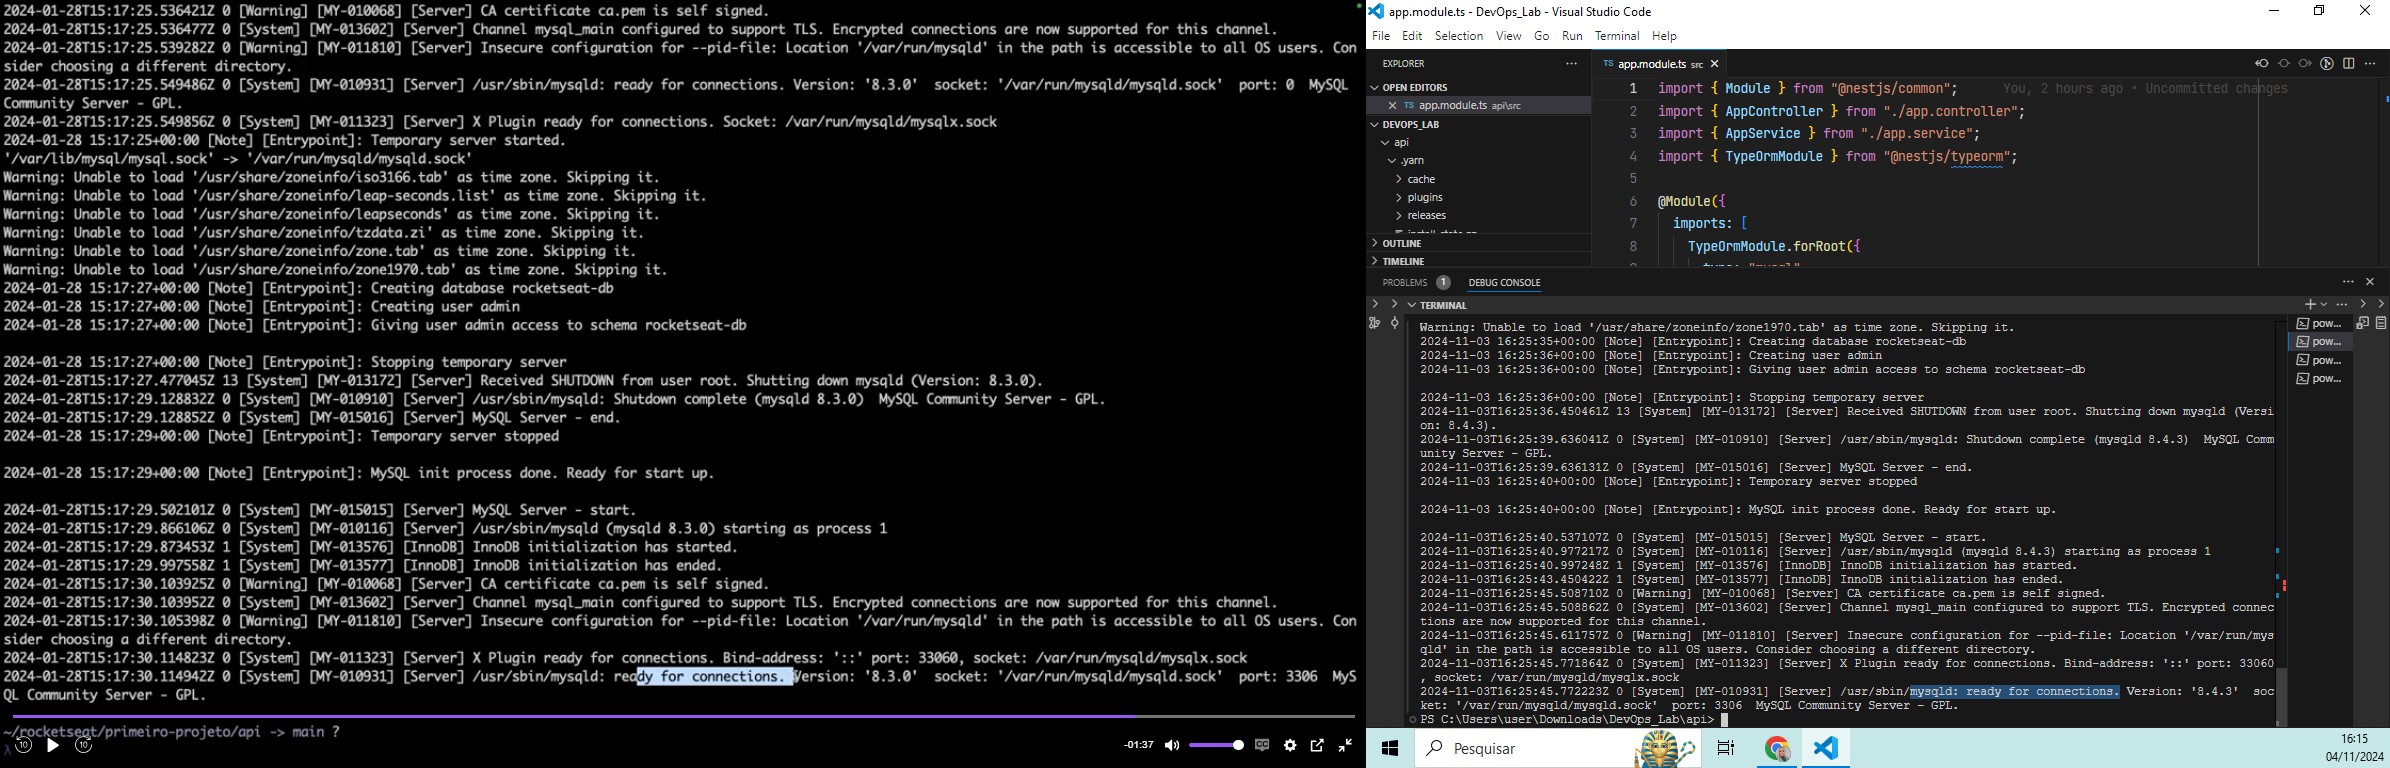 2024-01-28T15:17:25.536421Z 0 [Warning] [MY-010068] [Server] CA certificate ca.pem is self signed.
2024-01-28T15:17:25.536477Z 0 [System] [MY-013602] [Server] Channel mysql_main configured to support TLS. Encrypted connections are now supported for this channel.
2024-01-28T15:17:25.539282Z 0 [Warning] [MY-011810] [Server] Insecure configuration for --pid-file: Location '/var/run/mysqld' in the path is accessible to all OS users. Con
sider choosing a different directory.
2024-01-28T15:17:25.549486Z 0 [System] [MY-010931] [Server] /usr/sbin/mysqld: ready for connections. Version: '8.3.0'  socket: '/var/run/mysqld/mysqld.sock'  port: 0  MySQL
Community Server - GPL.
2024-01-28T15:17:25.549856Z 0 [System] [MY-011323] [Server] X Plugin ready for connections. Socket: /var/run/mysqld/mysqlx.sock
2024-01-28 15:17:25+00:00 [Note] [Entrypoint]: Temporary server started.
'/var/lib/mysql/mysql.sock' -> '/var/run/mysqld/mysqld.sock'
Warning: Unable to load '/usr/share/zoneinfo/iso3166.tab' as time zone. Skipping it.
Warning: Unable to load '/usr/share/zoneinfo/leap-seconds.list' as time zone. Skipping it.
Warning: Unable to load '/usr/share/zoneinfo/leapseconds' as time zone. Skipping it.
Warning: Unable to load '/usr/share/zoneinfo/tzdata.zi' as time zone. Skipping it.
Warning: Unable to load '/usr/share/zoneinfo/zone.tab' as time zone. Skipping it.
Warning: Unable to load '/usr/share/zoneinfo/zone1970.tab' as time zone. Skipping it.
2024-01-28 15:17:27+00:00 [Note] [Entrypoint]: Creating database rocketseat-db
2024-01-28 15:17:27+00:00 [Note] [Entrypoint]: Creating user admin
2024-01-28 15:17:27+00:00 [Note] [Entrypoint]: Giving user admin access to schema rocketseat-db
2024-01-28 15:17:27+00:00 [Note] [Entrypoint]: Stopping temporary server
2024-01-28T15:17:27.477045Z 13 [System] [MY-013172] [Server] Received SHUTDOWN from user root. Shutting down mysqld (Version: 8.3.0).
2024-01-28T15:17:29.128832Z 0 [System] [MY-010910] [Server] /usr/sbin/mysqld: Shutdown complete (mysqld 8.3.0)  MySQL Community Server - GPL.
2024-01-28T15:17:29.128852Z 0 [System] [MY-015016] [Server] MySQL Server - end.
2024-01-28 15:17:29+00:00 [Note] [Entrypoint]: Temporary server stopped
2024-01-28 15:17:29+00:00 [Note] [Entrypoint]: MySQL init process done. Ready for start up.
2024-01-28T15:17:29.502101Z 0 [System] [MY-015015] [Server] MySQL Server - start.
2024-01-28T15:17:29.866106Z 0 [System] [MY-010116] [Server] /usr/sbin/mysqld (mysqld 8.3.0) starting as process 1
2024-01-28T15:17:29.873453Z 1 [System] [MY-013576] [InnoDB] InnoDB initialization has started.
2024-01-28T15:17:29.997558Z 1 [System] [MY-013577] [InnoDB] InnoDB initialization has ended.
2024-01-28T15:17:30.103925Z 0 [Warning] [MY-010068] [Server] CA certificate ca.pem is self signed.
2024-01-28T15:17:30.103952Z 0 [System] [MY-013602] [Server] Channel mysql_main configured to support TLS. Encrypted connections are now supported for this channel.
2024-01-28T15:17:30.105398Z 0 [Warning] [MY-011810] [Server] Insecure configuration for --pid-file: Location '/var/run/mysqld' in the path is accessible to all OS users. Con
sider choosing a different directory.
2024-01-28T15:17:30.114823Z 0 [System] [MY-011323] [Server] X Plugin ready for connections. Bind-address: '::' port: 33060, socket: /var/run/mysqld/mysqlx.sock
2024-01-28T15:17:30.114942Z 0 [System] [MY-010931] [Server] /usr/sbin/mysqld: ready for connections. Version: '8.3.0'  socket: '/var/run/mysqld/mysqld.sock'  port: 3306  MyS
QL Community Server - GPL.
~/rocketseat/primeiro-projeto/api -> main ?
λ
10
10
-01:37
app.module.ts - DevOps_Lab - Visual Studio Code
File Edit Selection View Go Run Terminal Help
EXPLORER
OPEN EDITORS
TS app.module.ts api\src
DEVOPS_LAB
api
.yarn
cache
plugins
releases
install-state.gz
OUTLINE
TIMELINE
TS app.module.ts src
1 import { Module } from "@nestjs/common"; You, 2 hours ago • Uncommitted changes
2 import { AppController } from "./app.controller";
3 import { AppService } from "./app.service";
4 import { TypeOrmModule } from "@nestjs/typeorm";
5
6 @Module({
7 imports: [
8 TypeOrmModule.forRoot({
9 type: "mysql"
PROBLEMS 1 DEBUG CONSOLE
TERMINAL
Warning: Unable to load '/usr/share/zoneinfo/zone1970.tab' as time zone. Skipping it.
2024-11-03 16:25:35+00:00 [Note] [Entrypoint]: Creating database rocketseat-db
2024-11-03 16:25:36+00:00 [Note] [Entrypoint]: Creating user admin
2024-11-03 16:25:36+00:00 [Note] [Entrypoint]: Giving user admin access to schema rocketseat-db
2024-11-03 16:25:36+00:00 [Note] [Entrypoint]: Stopping temporary server
2024-11-03T16:25:36.450461Z 13 [System] [MY-013172] [Server] Received SHUTDOWN from user root. Shutting down mysqld (Versi
on: 8.4.3).
2024-11-03T16:25:39.636041Z 0 [System] [MY-010910] [Server] /usr/sbin/mysqld: Shutdown complete (mysqld 8.4.3)  MySQL Comm
unity Server - GPL.
2024-11-03T16:25:39.636131Z 0 [System] [MY-015016] [Server] MySQL Server - end.
2024-11-03 16:25:40+00:00 [Note] [Entrypoint]: Temporary server stopped
2024-11-03 16:25:40+00:00 [Note] [Entrypoint]: MySQL init process done. Ready for start up.
2024-11-03T16:25:40.537107Z 0 [System] [MY-015015] [Server] MySQL Server - start.
2024-11-03T16:25:40.977217Z 0 [System] [MY-010116] [Server] /usr/sbin/mysqld (mysqld 8.4.3) starting as process 1
2024-11-03T16:25:40.997248Z 1 [System] [MY-013576] [InnoDB] InnoDB initialization has started.
2024-11-03T16:25:43.450422Z 1 [System] [MY-013577] [InnoDB] InnoDB initialization has ended.
2024-11-03T16:25:45.508710Z 0 [Warning] [MY-010068] [Server] CA certificate ca.pem is self signed.
2024-11-03T16:25:45.508862Z 0 [System] [MY-013602] [Server] Channel mysql_main configured to support TLS. Encrypted connec
tions are now supported for this channel.
2024-11-03T16:25:45.611757Z 0 [Warning] [MY-011810] [Server] Insecure configuration for --pid-file: Location '/var/run/mys
qld' in the path is accessible to all OS users. Consider choosing a different directory.
2024-11-03T16:25:45.771864Z 0 [System] [MY-011323] [Server] X Plugin ready for connections. Bind-address: '::' port: 33060
, socket: /var/run/mysqld/mysqlx.sock
2024-11-03T16:25:45.772223Z 0 [System] [MY-010931] [Server] /usr/sbin/mysqld: ready for connections. Version: '8.4.3'  soc
ket: '/var/run/mysqld/mysqld.sock'  port: 3306  MySQL Community Server - GPL.
PS C:\Users\user\Downloads\DevOps_Lab\api>
pow...
pow...
pow...
pow...
Pesquisar
16:15
04/11/2024